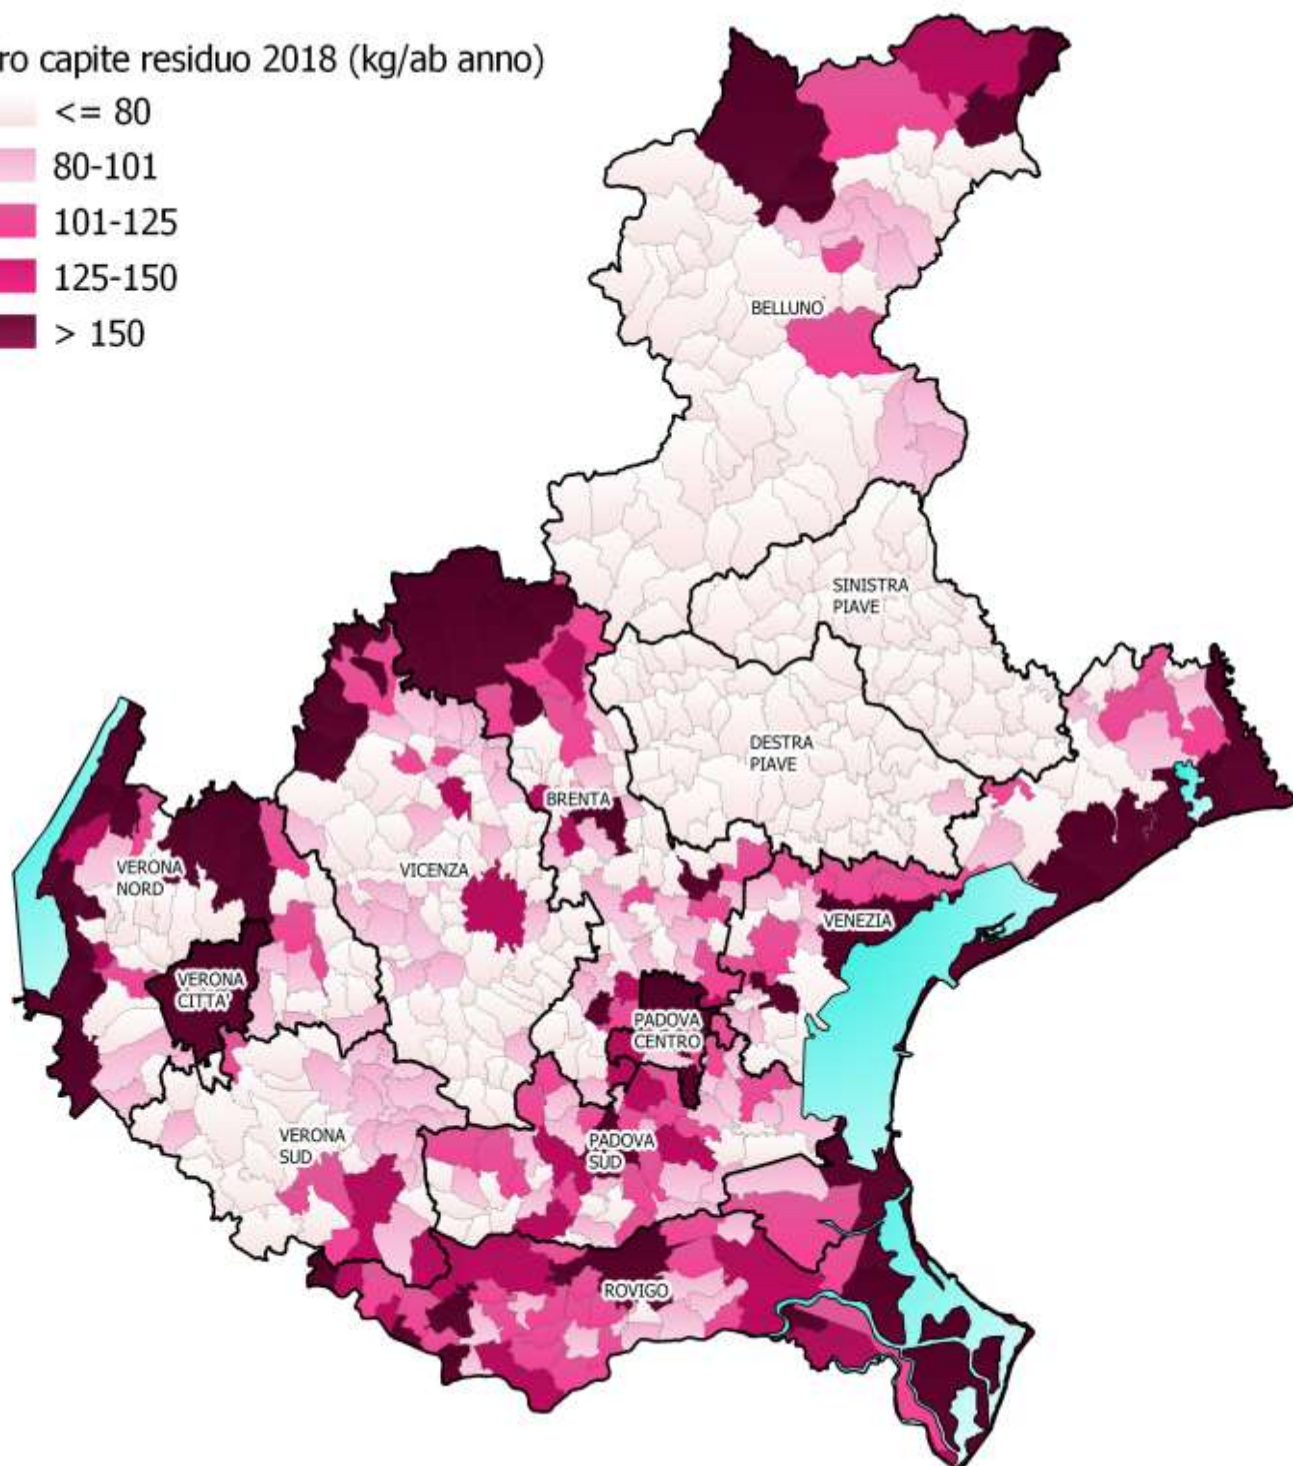 ro capite residuo 2018 (kg/ab anno)
<= 80
80-101
101-125
125-150
> 150
BELLUNO
SINISTRA
PIAVE
DESTRA
PIAVE
BRENTA
VERONA
NORD
VICENZA
VENEZIA
VERONA
CITTA'
PADOVA
CENTRO
VERONA
SUD
PADOVA
SUD
ROVIGO